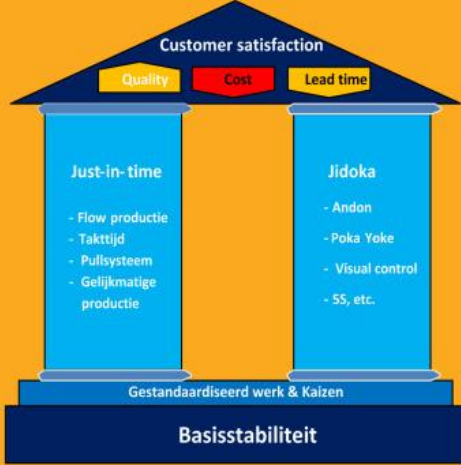 Customer satisfaction
Quality Cost Lead time
Just-in-time
- Flow productie
- Takttijd
- Pullsysteem
- Gelijkmatige
productie
Jidoka
- Andon
- Poka Yoke
- Visual control
- 5S, etc.
Gestandaardiseerd werk & Kaizen
Basisstabiliteit